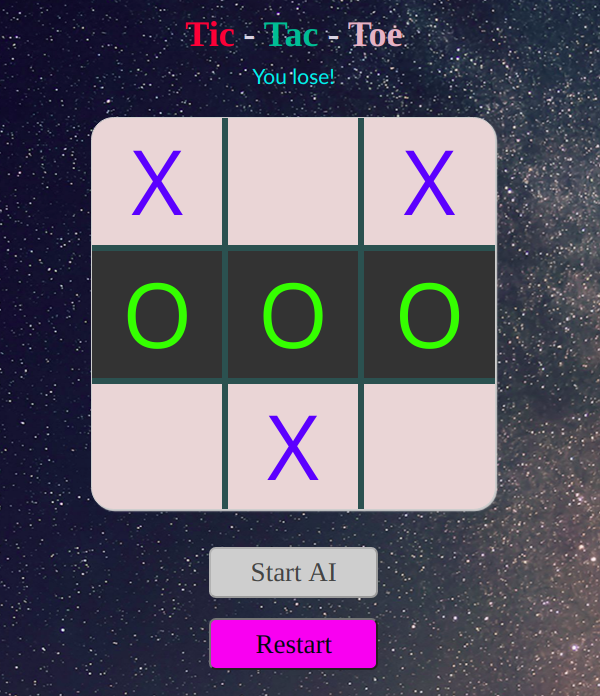 Tic - Tac - Toe
You lose!
X X
O O O
X
Start AI
Restart